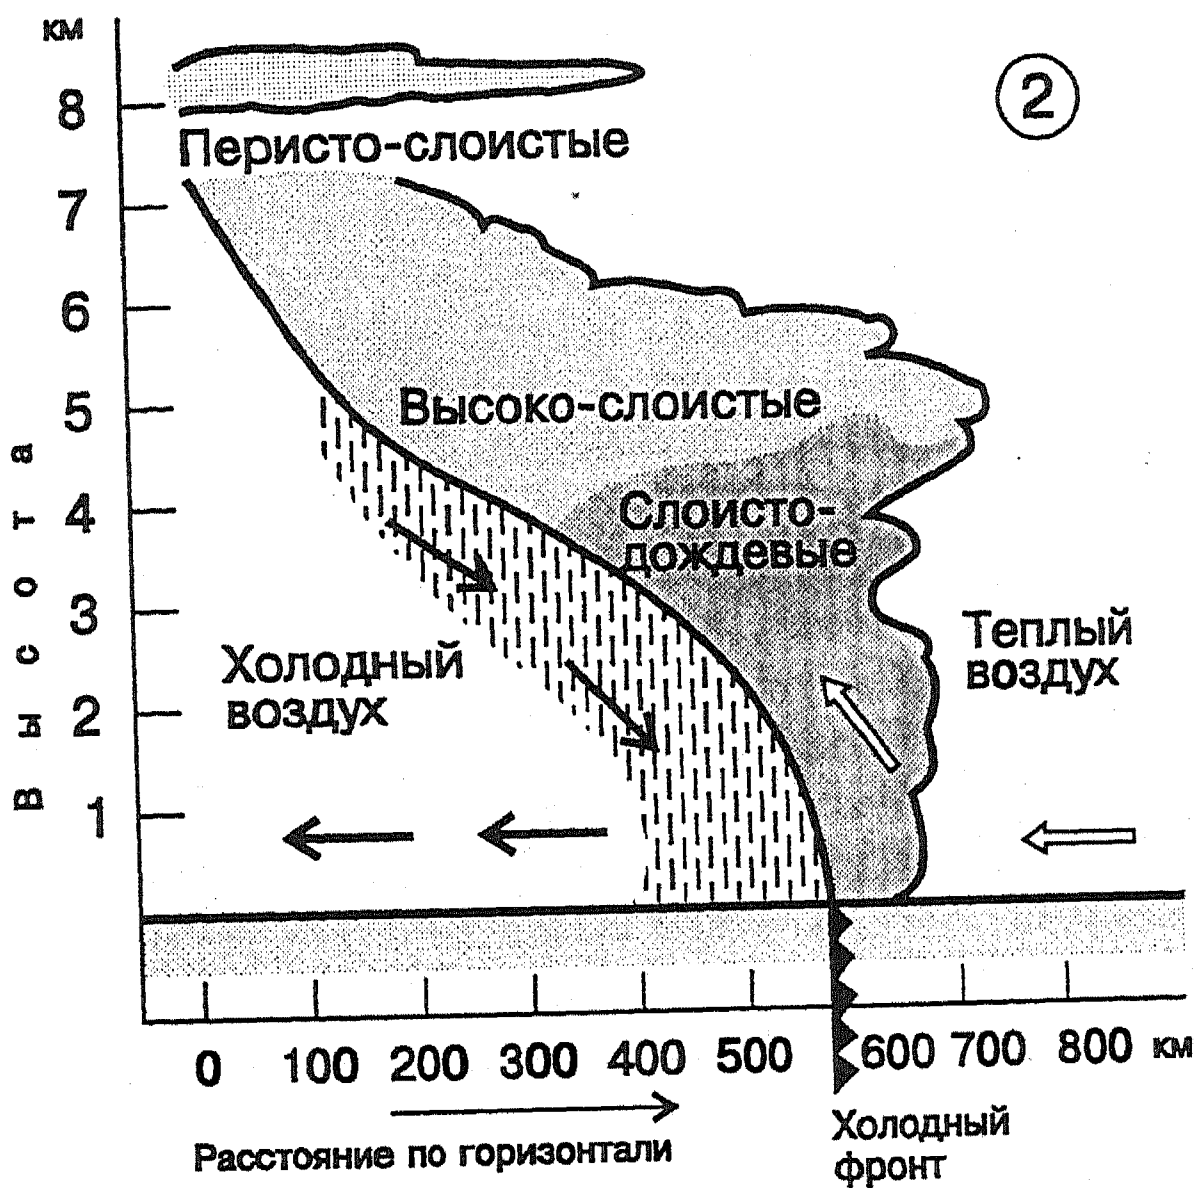 км
2
8
Перисто-слоистые
7
6
5
Высоко-слоистые
4
Слоисто-
дождевые
3
Теплый
воздух
Холодный
воздух
2
1
Высота
0 100 200 300 400 500 600 700 800 км
Расстояние по горизонтали
Холодный
фронт